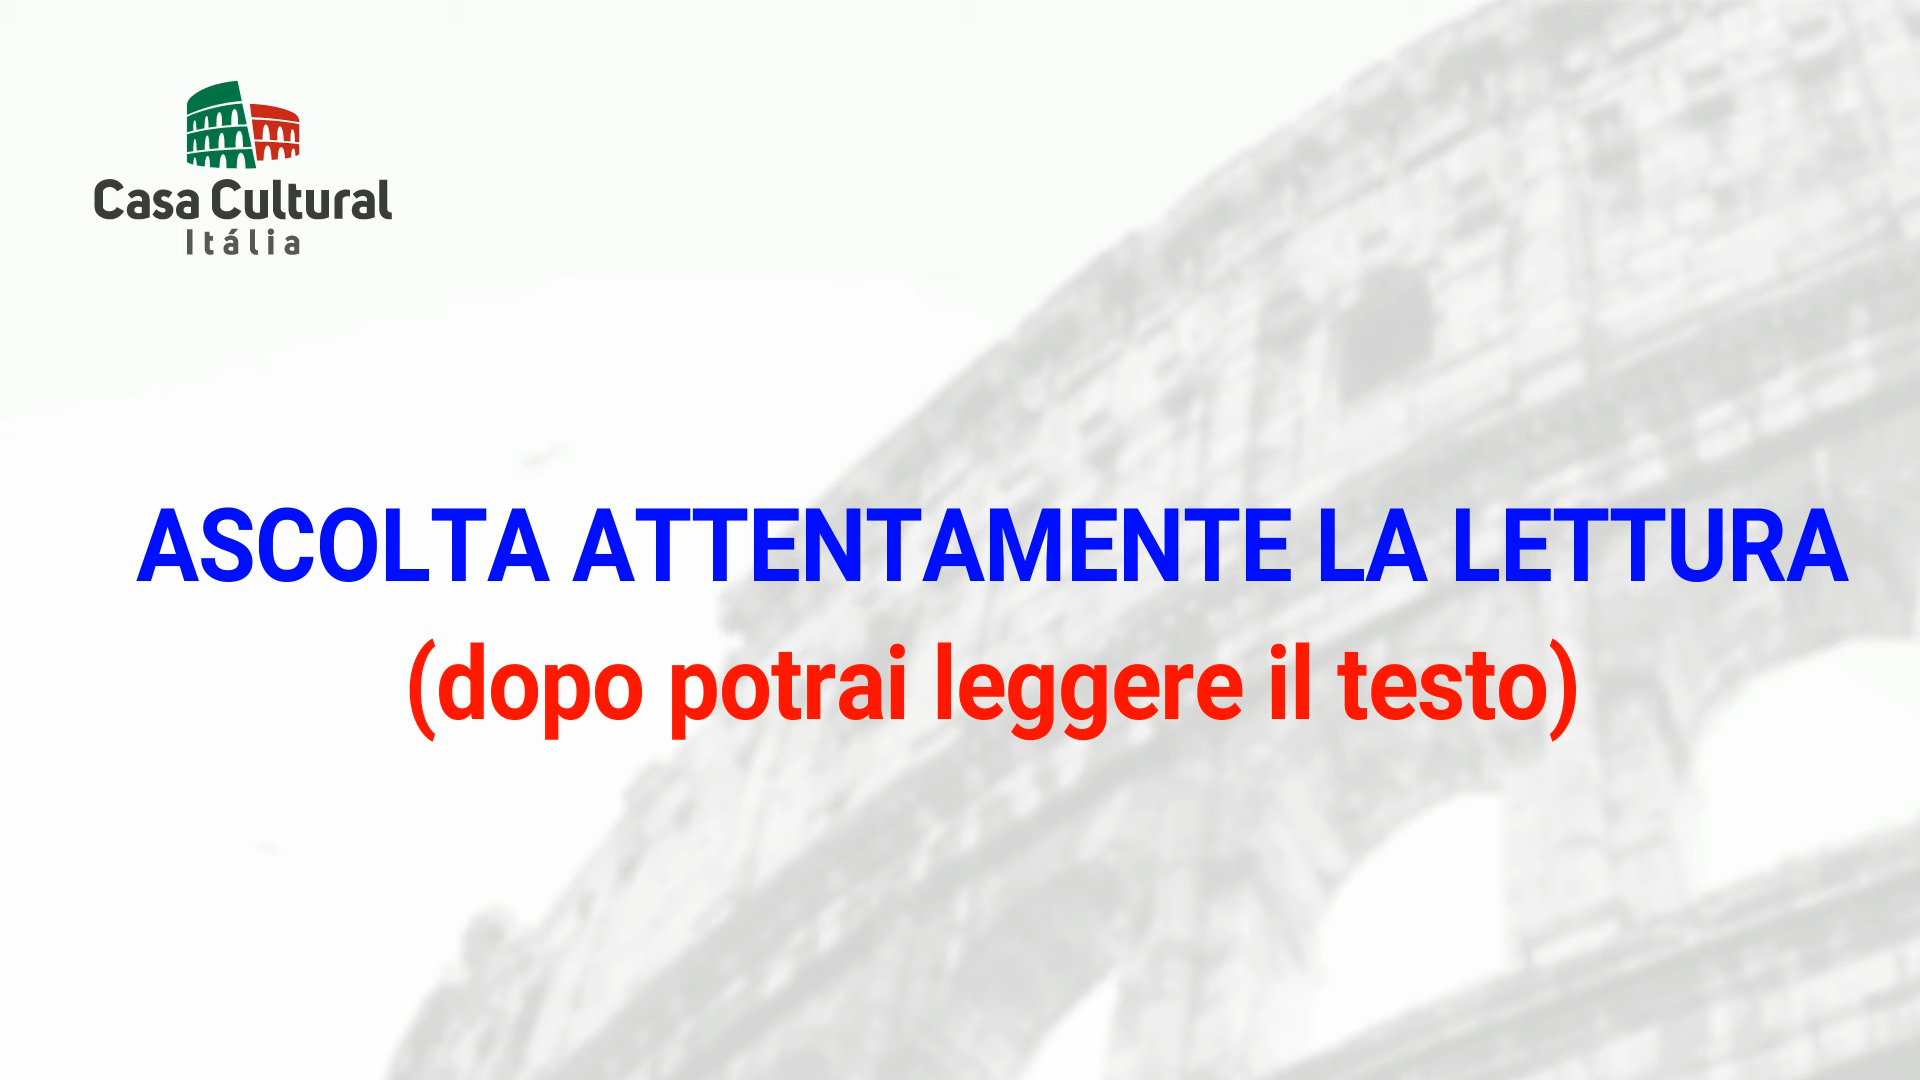 Casa Cultural
Itália
ASCOLTA ATTENTAMENTE LA LETTURA
(dopo potrai leggere il testo)